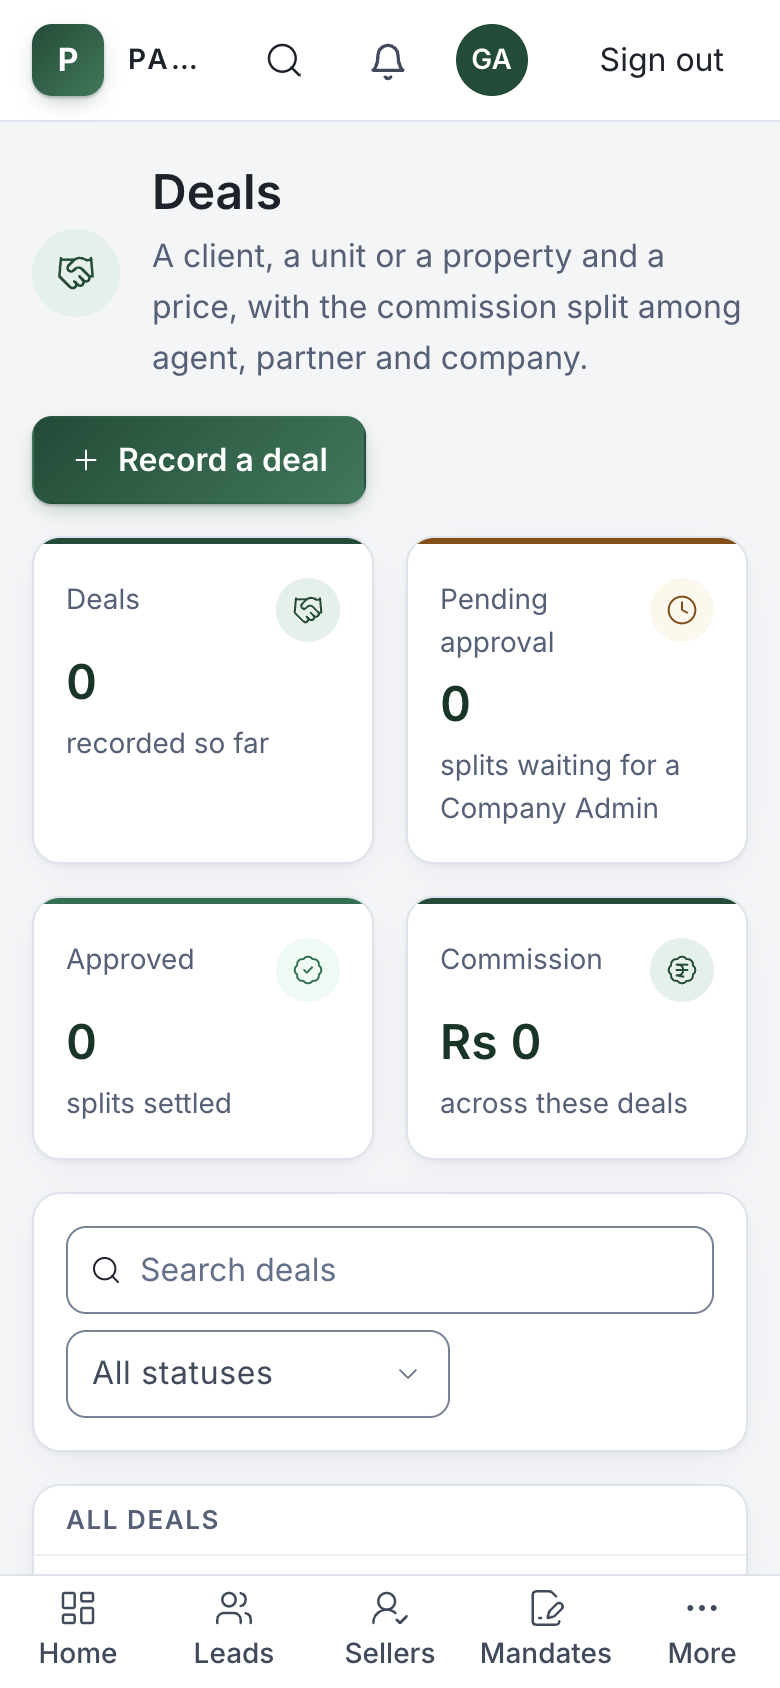 P PA... GA Sign out
Deals
A client, a unit or a property and a
price, with the commission split among
agent, partner and company.
Record a deal
Deals
0
recorded so far
Pending
approval
0
splits waiting for a
Company Admin
Approved
0
splits settled
Commission
Rs 0
across these deals
Search deals
All statuses
ALL DEALS
Home Leads Sellers Mandates More